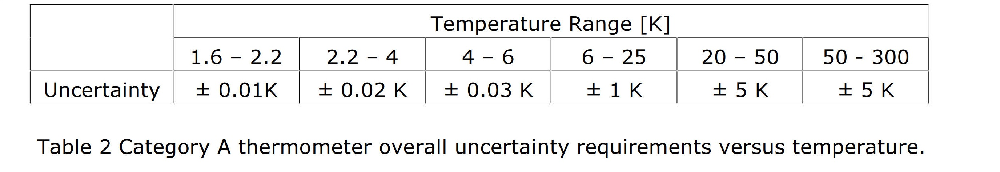 Temperature Range [K]
1.6 – 2.2 2.2 – 4 4 – 6 6 – 25 20 – 50 50 - 300
Uncertainty ± 0.01K ± 0.02 K ± 0.03 K ± 1 K ± 5 K ± 5 K
Table 2 Category A thermometer overall uncertainty requirements versus temperature.